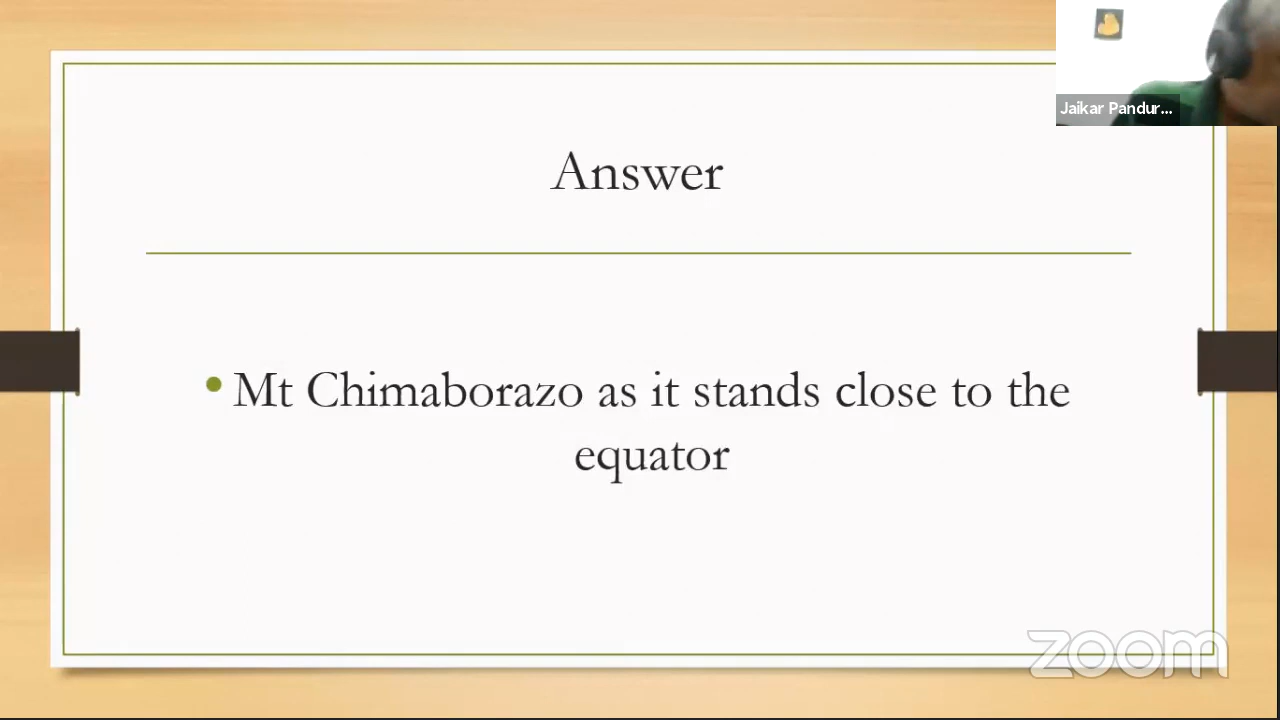 Jaikar Pandur...
Answer
• Mt Chimaborazo as it stands close to the
equator
zoom